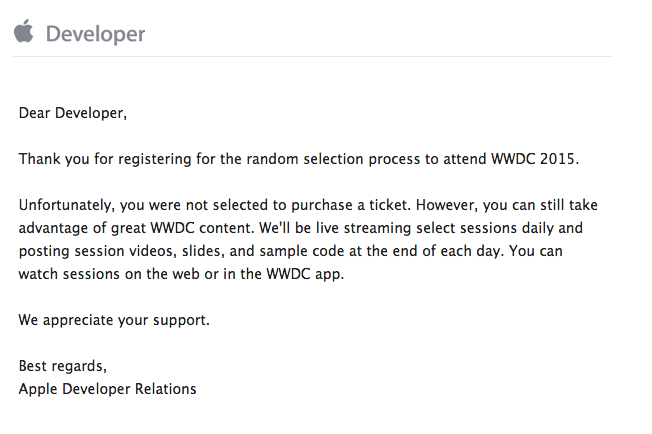 Developer
Dear Developer,
Thank you for registering for the random selection process to attend WWDC 2015.
Unfortunately, you were not selected to purchase a ticket. However, you can still take
advantage of great WWDC content. We'll be live streaming select sessions daily and
posting session videos, slides, and sample code at the end of each day. You can
watch sessions on the web or in the WWDC app.
We appreciate your support.
Best regards,
Apple Developer Relations